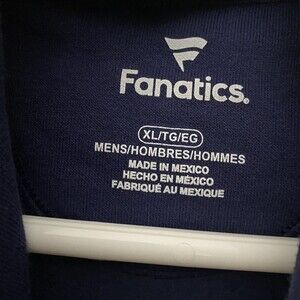 Fanatics.
XL/TG/EG
MENS/HOMBRES/HOMMES
MADE IN MEXICO
HECHO EN MÉXICO
FABRIQUÉ AU MEXIQUE